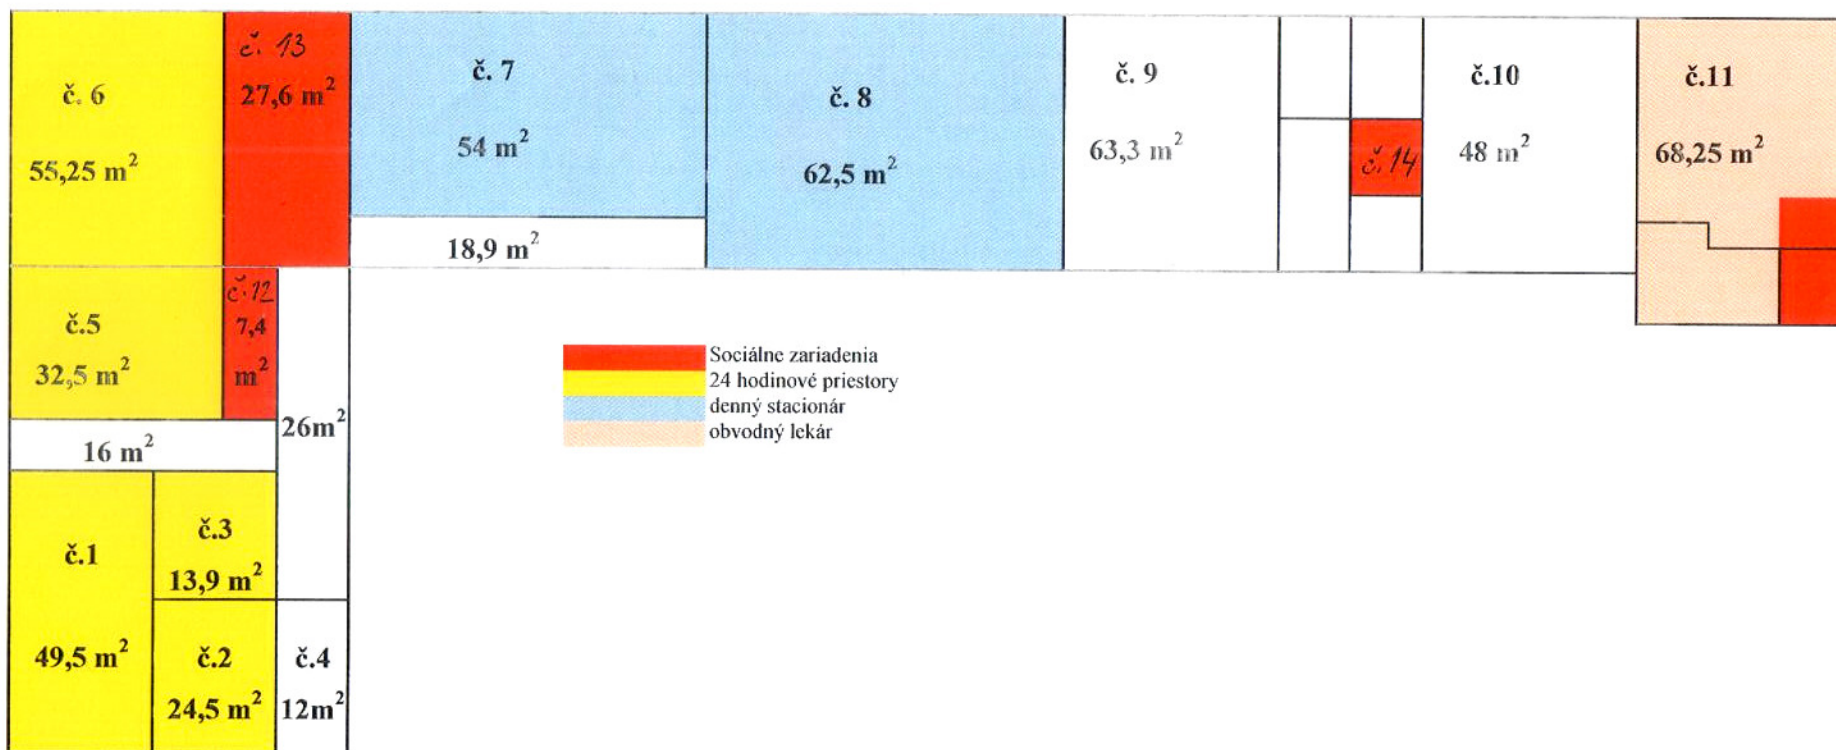 č. 6
55,25 m²
č. 13
27,6 m²
č. 7
54 m²
18,9 m²
č. 8
62,5 m²
č. 9
63,3 m²
č.14
č.10
48 m²
č.11
68,25 m²
č.5
32,5 m²
č.12
7,4
m²
26m²
16 m²
č.1
49,5 m²
č.3
13,9 m²
č.2
24,5 m²
č.4
12m²
Sociálne zariadenia
24 hodinové priestory
denný stacionár
obvodný lekár